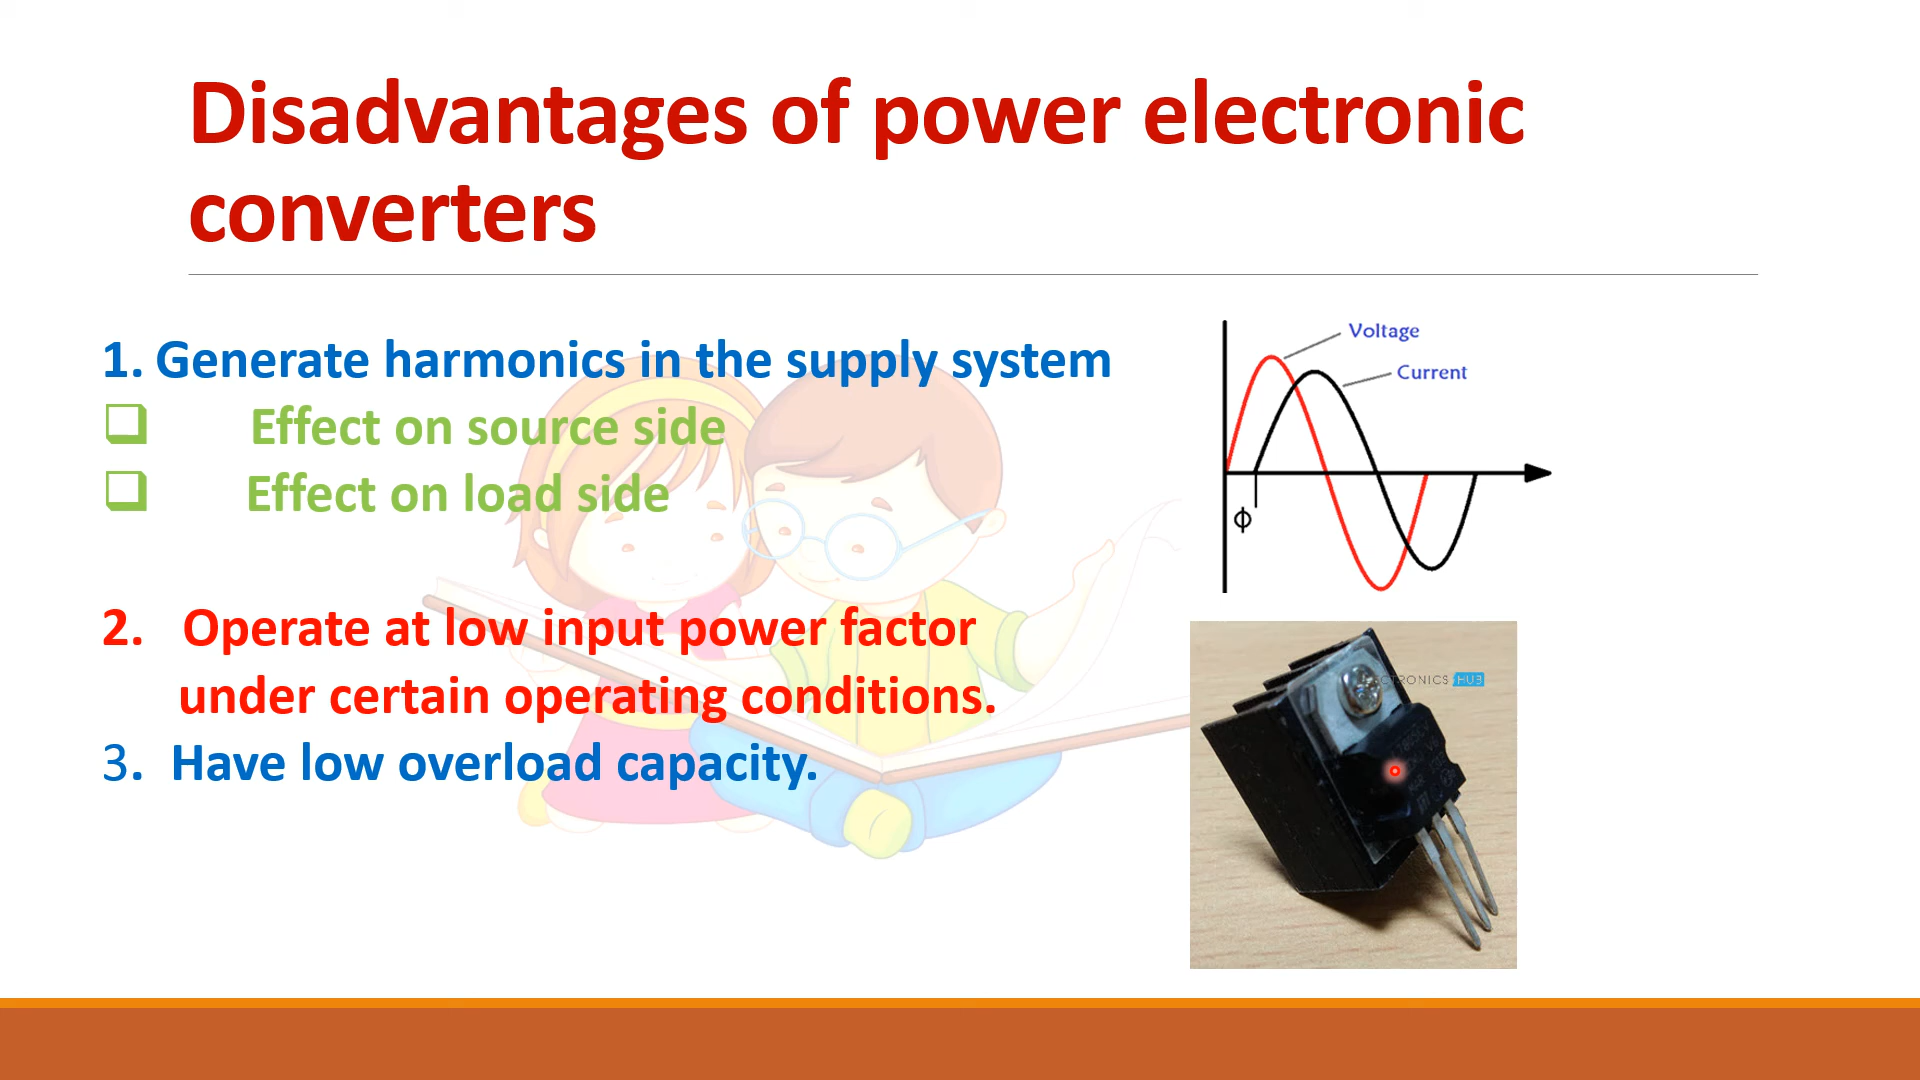 Disadvantages of power electronic
converters
1. Generate harmonics in the supply system
Effect on source side
Effect on load side
2. Operate at low input power factor
under certain operating conditions.
3. Have low overload capacity.
Voltage
Current
ϕ
CTRONICS HUB